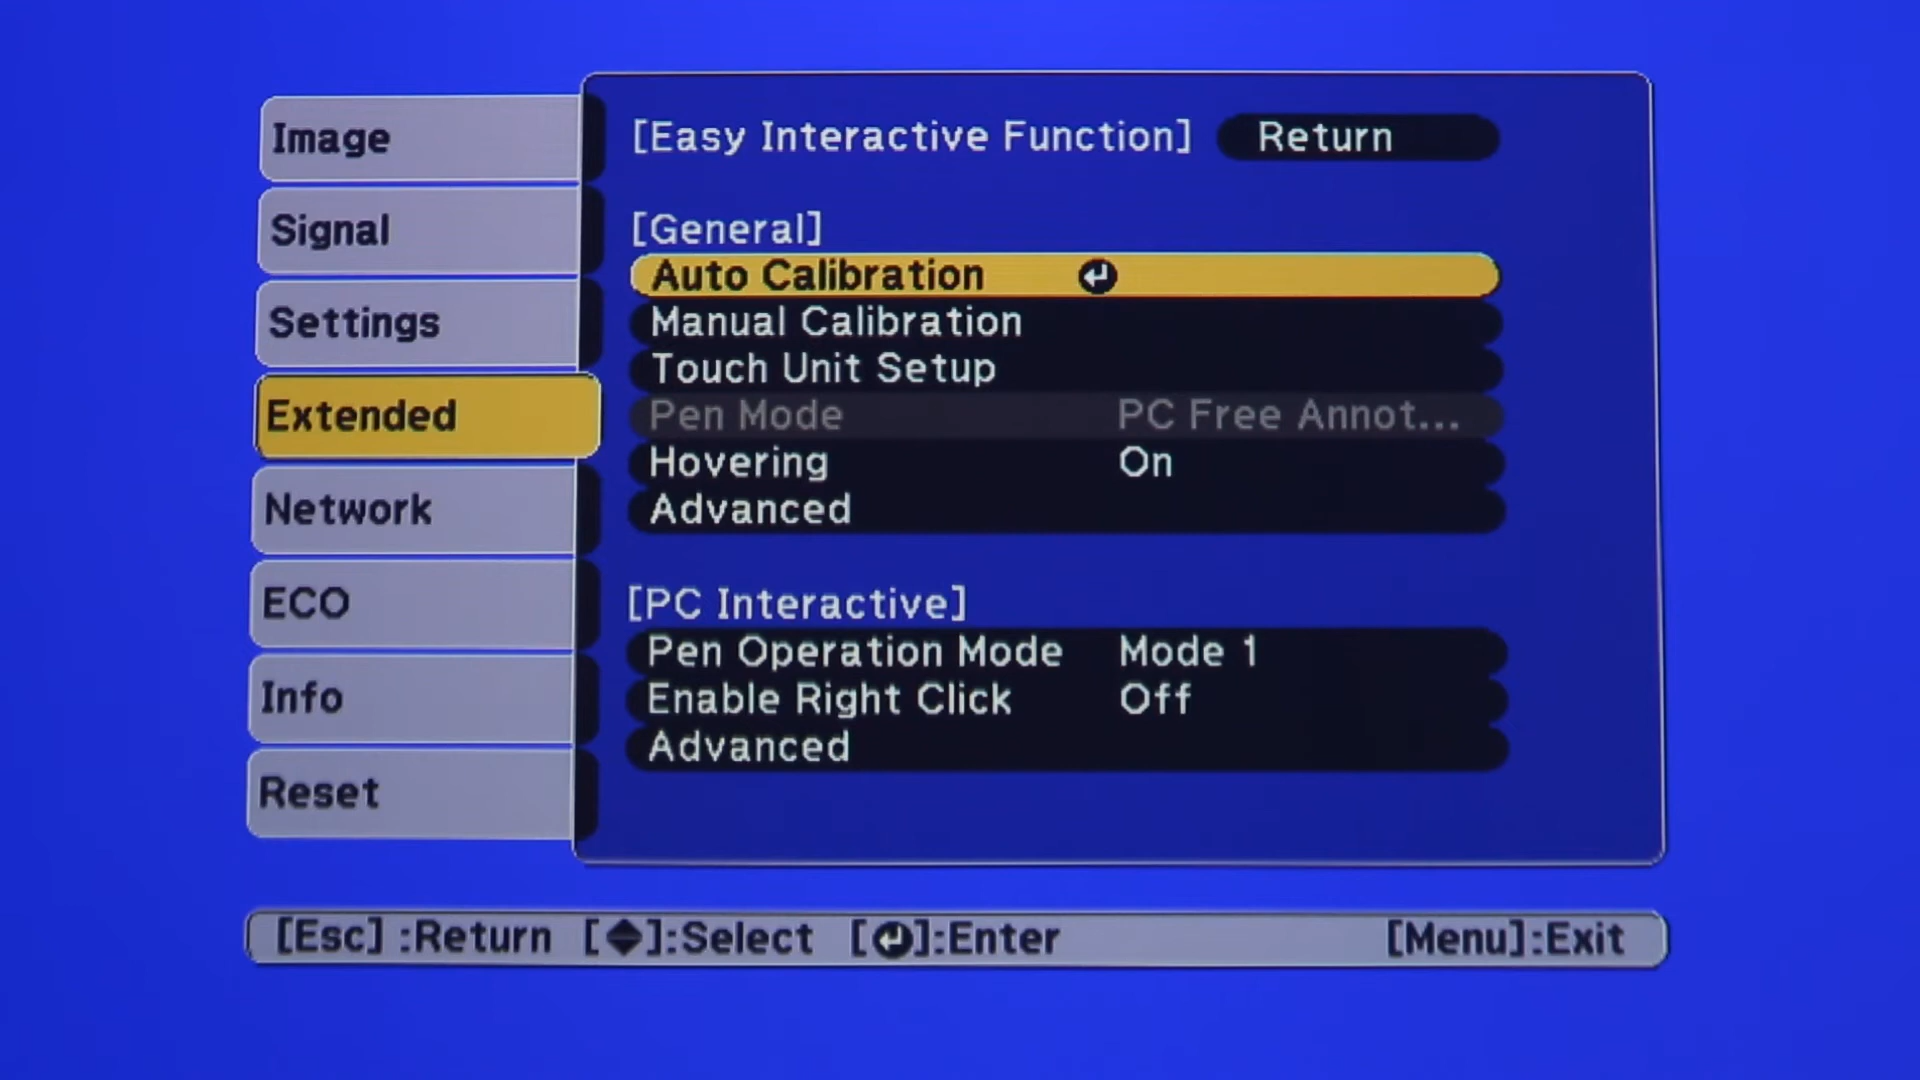 Image
Signal
Settings
Extended
Network
ECO
Info
Reset
[Easy Interactive Function] Return
[General]
Auto Calibration
Manual Calibration
Touch Unit Setup
Pen Mode PC Free Annot...
Hovering On
Advanced
[PC Interactive]
Pen Operation Mode Mode 1
Enable Right Click Off
Advanced
[Esc] :Return [◆]:Select [↵]:Enter [Menu]:Exit